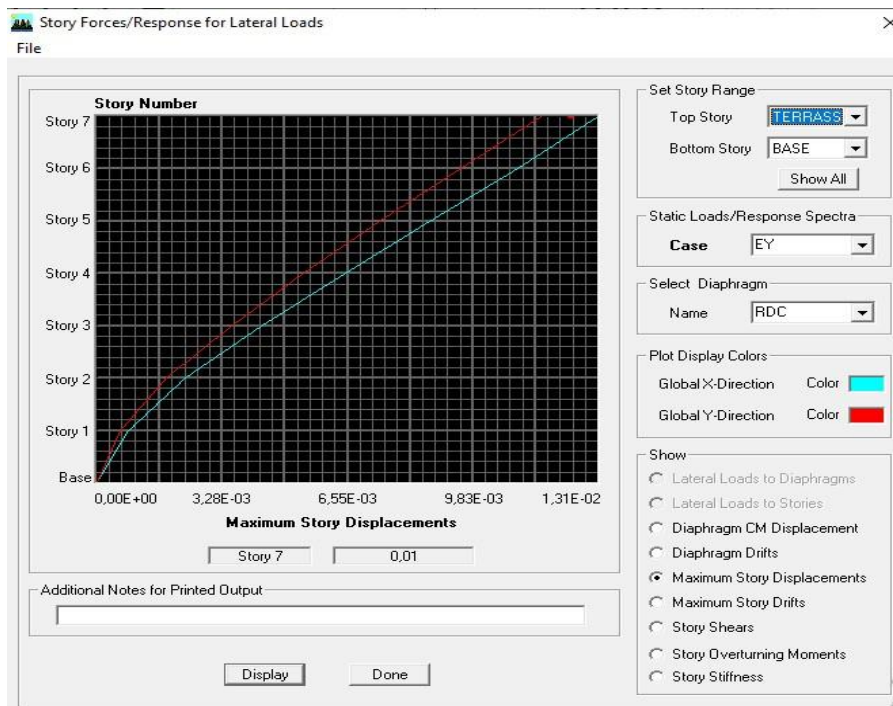 Story Forces/Response for Lateral Loads
File
Story Number
Story 7
Story 6
Story 5
Story 4
Story 3
Story 2
Story 1
Base
0,00E+00 3,28E-03 6,55E-03 9,83E-03 1,31E-02
Maximum Story Displacements
Story 7 0,01
Additional Notes for Printed Output
Display Done
Set Story Range
Top Story TERRASS
Bottom Story BASE
Show All
Static Loads/Response Spectra
Case EY
Select Diaphragm
Name RDC
Plot Display Colors
Global X-Direction Color
Global Y-Direction Color
Show
Lateral Loads to Diaphragms
Lateral Loads to Stories
Diaphragm CM Displacement
Diaphragm Drifts
Maximum Story Displacements
Maximum Story Drifts
Story Shears
Story Overturning Moments
Story Stiffness